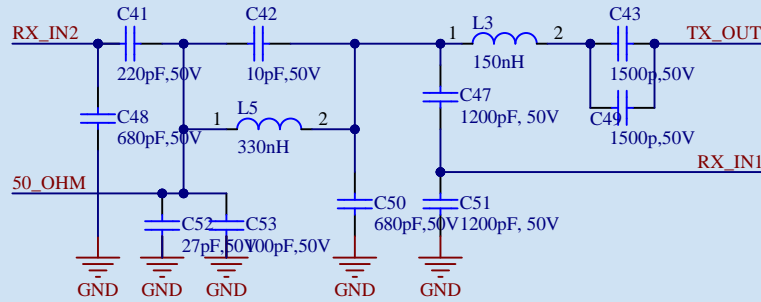 C41
C42
L3
C43
RX_IN2
1
2
TX_OUT
220pF,50V
10pF,50V
150nH
1500p,50V
C47
L5
C48
1200pF, 50V
C49
680pF,50V
1
2
1500p,50V
330nH
RX_IN1
50_OHM
C50
C51
C52
C53
680pF,50V
1200pF, 50V
27pF,50V
100pF,50V
GND
GND
GND
GND
GND